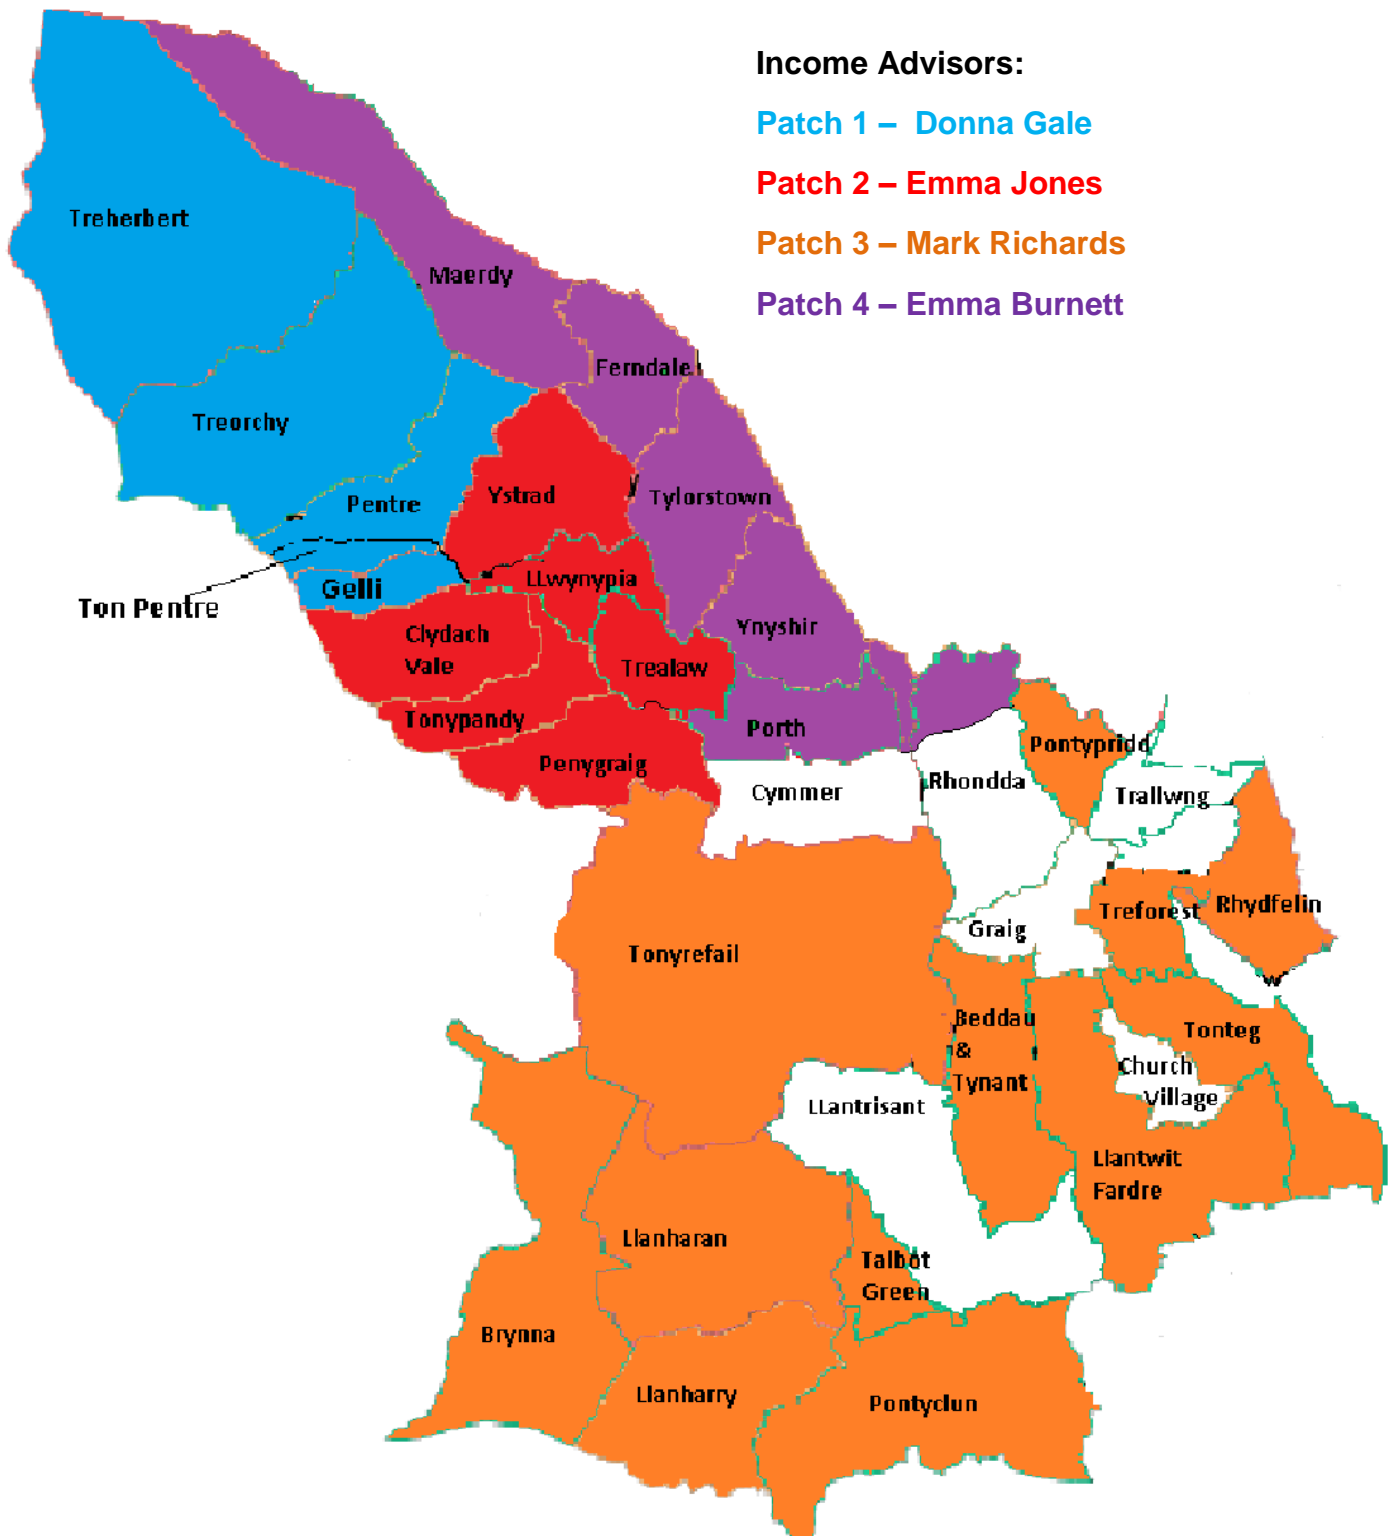 Income Advisors:
Patch 1 – Donna Gale
Patch 2 – Emma Jones
Patch 3 – Mark Richards
Patch 4 – Emma Burnett
Treherbert
Maerdy
Ferndale
Treorchy
Pentre
Ystrad
Tylorstown
Ton Pentre
Gelli
LLwynypia
Clydach
Vale
Trealaw
Ynyshir
Tonypandy
Penygraig
Porth
Cymmer
Rhondda
Pontypridd
Trallwng
Treforest
Rhydfelin
Graig
Tonyrefail
Beddau
&
Tynant
Tonteg
Church
Village
LLantrisant
Llantwit
Fardre
Llanharan
Talbot
Green
Brynna
Llanharry
Pontyclun